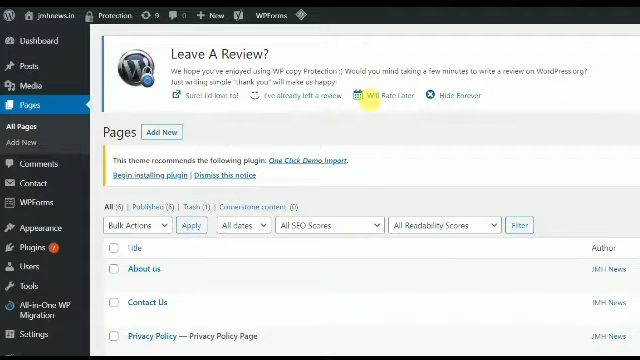 jmhnews.in Protection 9 0 New WPForms
Dashboard
Posts
Media
Pages
All Pages
Add New
Comments
Contact
WPForms
Appearance
Plugins 7
Users
Tools
All-in-One WP
Migration
Settings
Leave A Review?
We hope you've enjoyed using WP copy Protection :) Would you mind taking a few minutes to write a review on WordPress.org?
Just writing simple "thank you" will make us happy!
Sure! I'd love to! I've already left a review Will Rate Later Hide Forever
Pages Add New
This theme recommends the following plugin: One Click Demo Import.
Begin installing plugin | Dismiss this notice
All (6) | Published (6) | Trash (1) | Cornerstone content (0)
Bulk Actions Apply All dates All SEO Scores All Readability Scores Filter
Title Author
About us JMH News
Contact Us JMH News
Privacy Policy — Privacy Policy Page JMH News